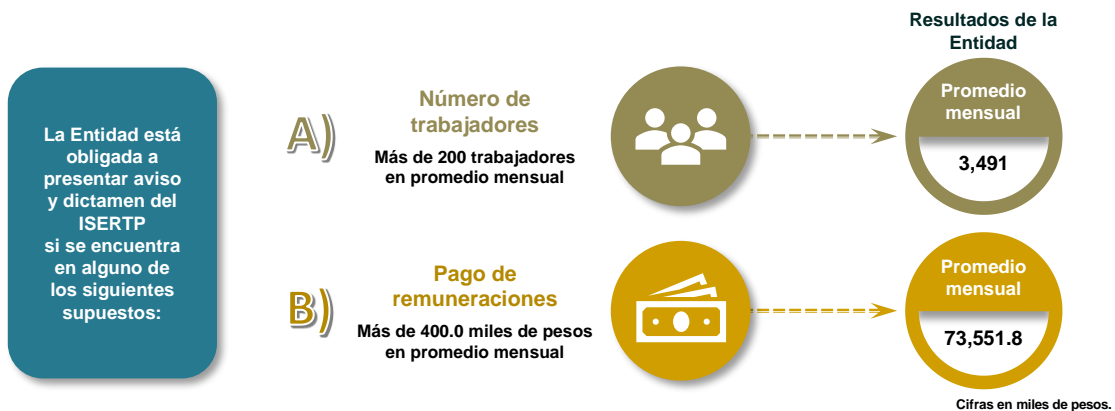 La Entidad está
obligada a
presentar aviso
y dictamen del
ISERTP
si se encuentra
en alguno de
los siguientes
supuestos:
A)
Número de
trabajadores
Más de 200 trabajadores
en promedio mensual
Resultados de la
Entidad
Promedio
mensual
3,491
B)
Pago de
remuneraciones
Más de 400.0 miles de pesos
en promedio mensual
Promedio
mensual
73,551.8
Cifras en miles de pesos.